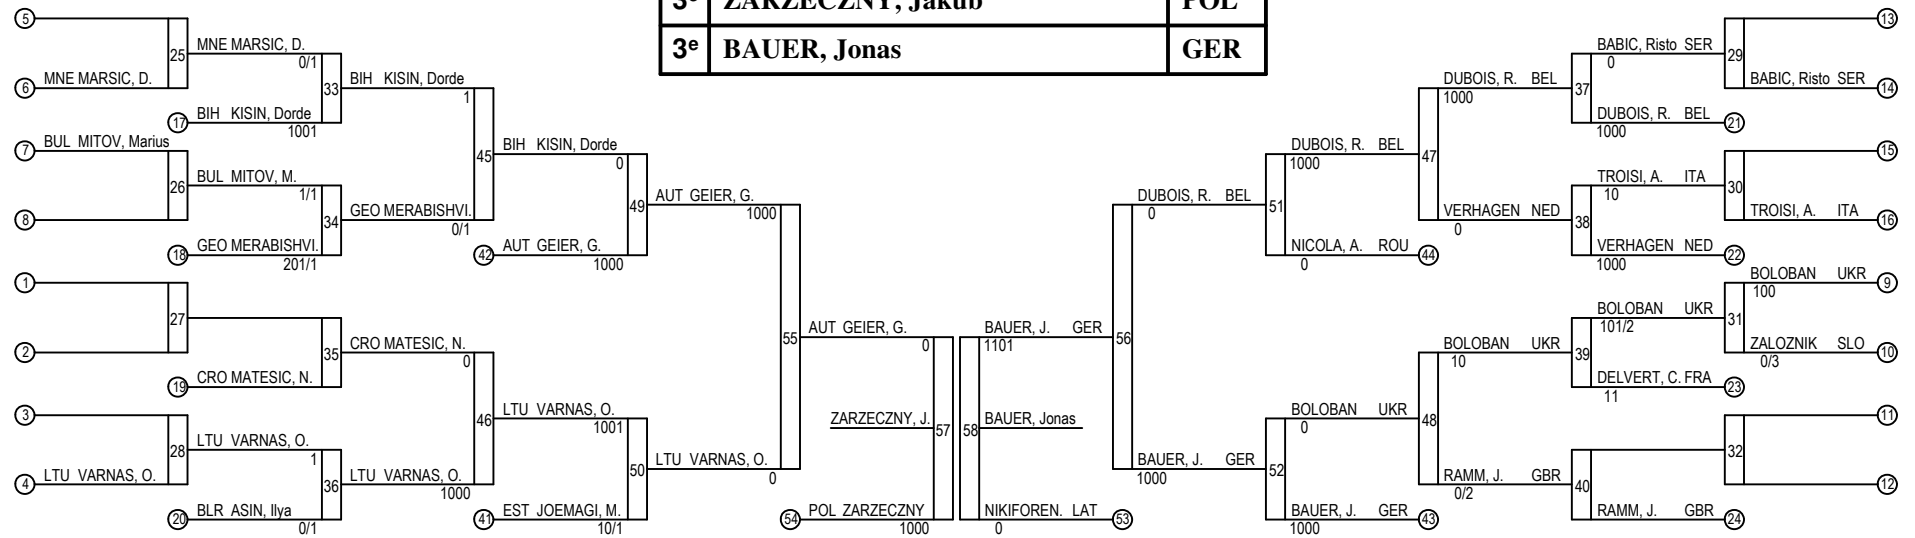 3e ZARZECZNY, Jakub POL
3e BAUER, Jonas GER
5
25
MNE MARSIC, D.
0/1
6 MNE MARSIC, D.
33
BIH KISIN, Dorde
1
17 BIH KISIN, Dorde
1001
7 BUL MITOV, Marius
26
BUL MITOV, M.
1/1
8
34
GEO MERABISHVI.
0/1
18 GEO MERABISHVI.
201/1
45
BIH KISIN, Dorde
0
42 AUT GEIER, G.
1000
49
AUT GEIER, G.
1000
1
27
2
35
CRO MATESIC, N.
0
19 CRO MATESIC, N.
3
28
LTU VARNAS, O.
1
4 LTU VARNAS, O.
36
LTU VARNAS, O.
1000
20 BLR ASIN, Ilya
0/1
46
LTU VARNAS, O.
1001
41 EST JOEMAGI, M.
10/1
50
LTU VARNAS, O.
0
55
AUT GEIER, G.
0
ZARZECZNY, J.
57
54 POL ZARZECZNY
1000
BAUER, J. GER
1101
58
BAUER, Jonas
NIKIFOREN. LAT 53
0
56
DUBOIS, R. BEL
0
51
DUBOIS, R. BEL
1000
NICOLA, A. ROU 44
0
47
DUBOIS, R. BEL
1000
37
BABIC, Risto SER
0
29
13
BABIC, Risto SER 14
DUBOIS, R. BEL 21
1000
VERHAGEN NED
0
38
TROISI, A. ITA
10
30
15
TROISI, A. ITA 16
VERHAGEN NED 22
1000
BAUER, J. GER
1000
52
BOLOBAN UKR
0
BAUER, J. GER 43
1000
48
BOLOBAN UKR
10
39
BOLOBAN UKR
101/2
31
BOLOBAN UKR 9
100
ZALOZNIK SLO 10
0/3
DELVERT, C. FRA 23
11
RAMM, J. GBR
0/2
40
32
11
12
RAMM, J. GBR 24